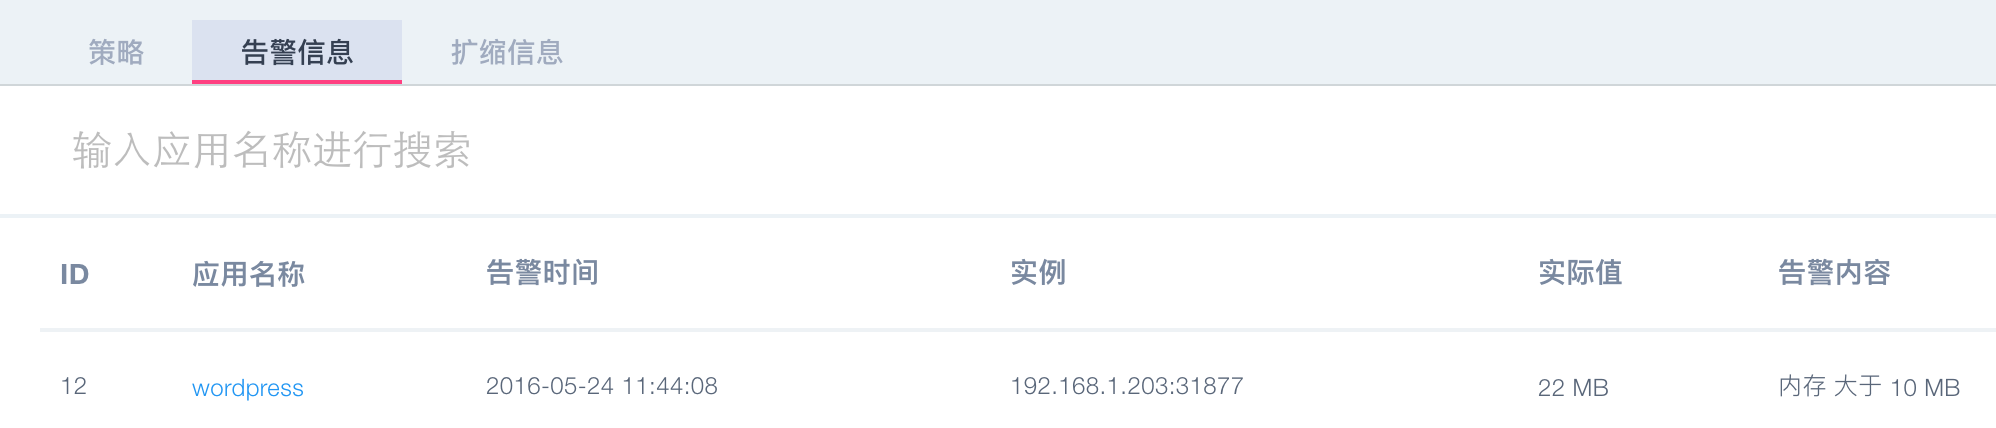 策略 告警信息 扩缩信息
输入应用名称进行搜索
ID 应用名称 告警时间 实例 实际值 告警内容
12 wordpress 2016-05-24 11:44:08 192.168.1.203:31877 22 MB 内存 大于 10 MB